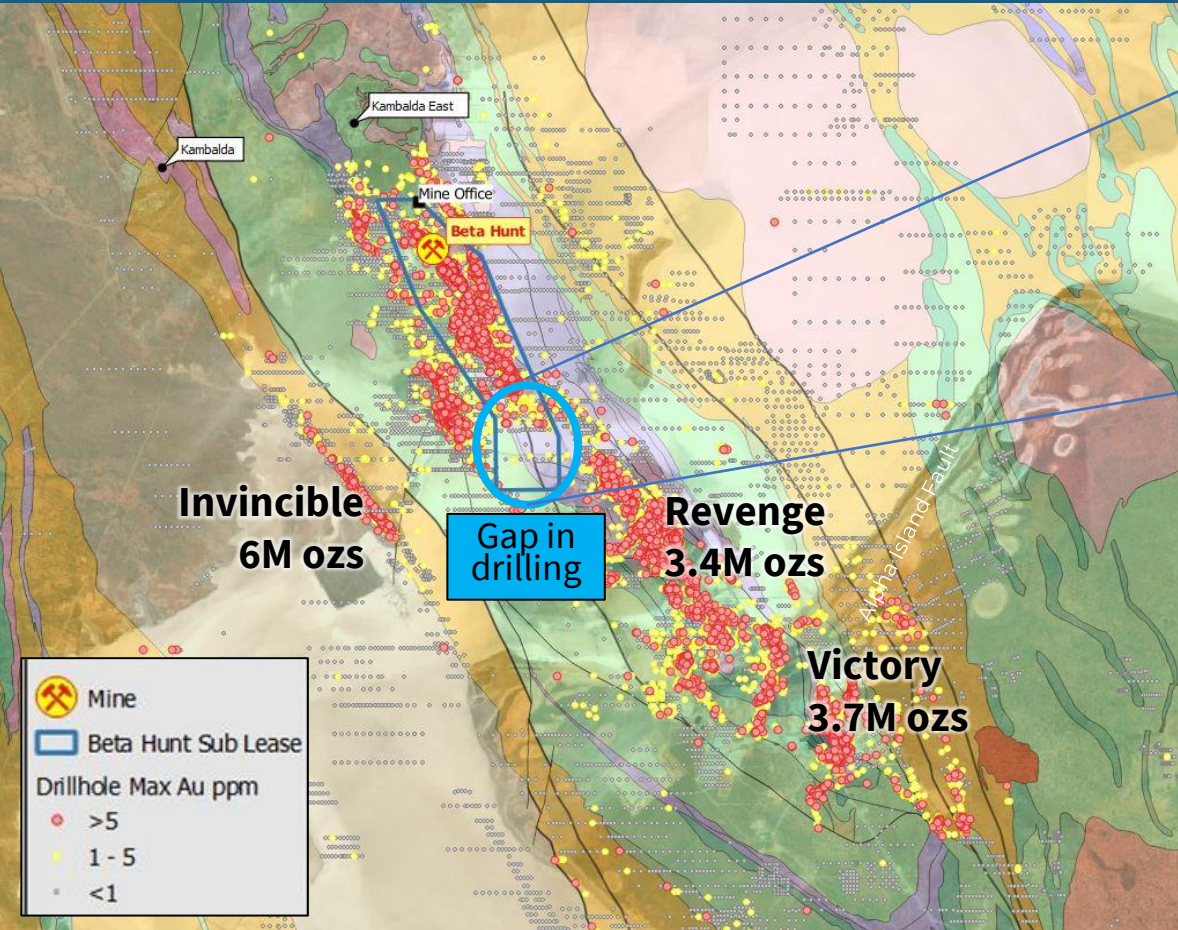 Kambalda East
Kambalda
Mine Office
Beta Hunt
Invincible
6M ozs
Gap in
drilling
Revenge
3.4M ozs
Alpha Island Fault
Victory
3.7M ozs
Mine
Beta Hunt Sub Lease
Drillhole Max Au ppm
>5
1 - 5
<1